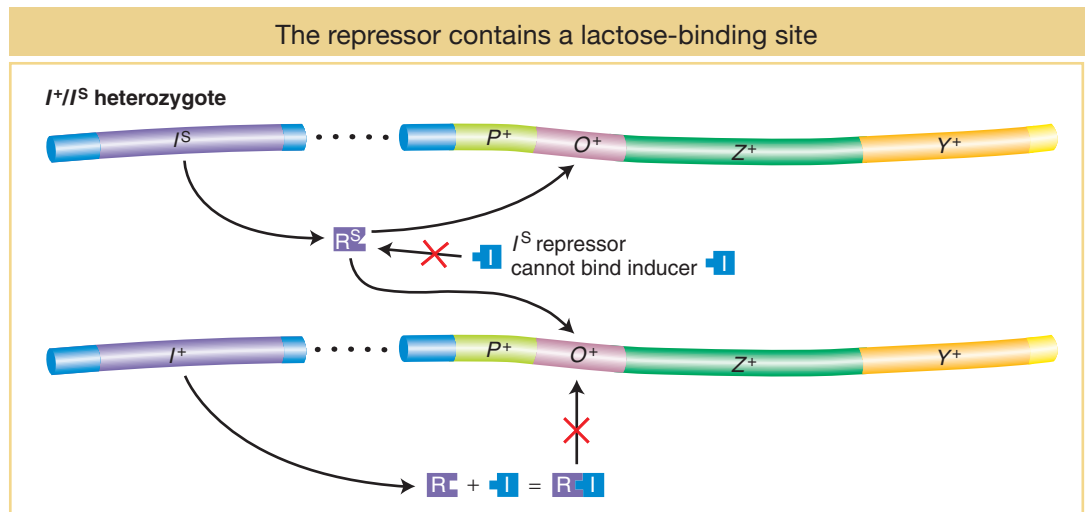 The repressor contains a lactose-binding site
I+/IS heterozygote
IS P+ O+ Z+ Y+
RS
I IS repressor
cannot bind inducer I
I+ P+ O+ Z+ Y+
R + I = R I